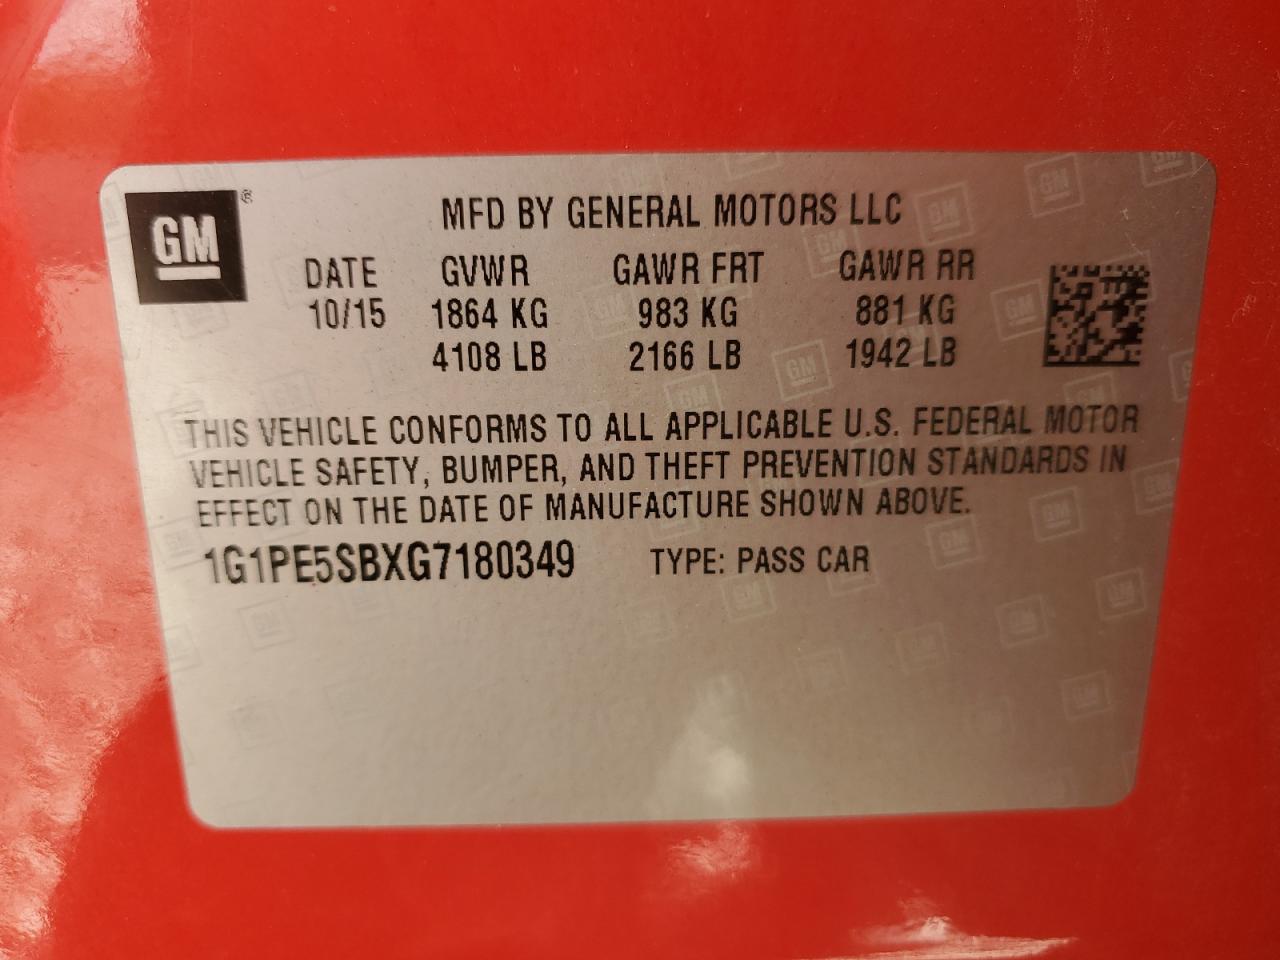 GM ®
MFD BY GENERAL MOTORS LLC
DATE GVWR GAWR FRT GAWR RR
10/15 1864 KG 983 KG 881 KG
4108 LB 2166 LB 1942 LB
THIS VEHICLE CONFORMS TO ALL APPLICABLE U.S. FEDERAL MOTOR
VEHICLE SAFETY, BUMPER, AND THEFT PREVENTION STANDARDS IN
EFFECT ON THE DATE OF MANUFACTURE SHOWN ABOVE.
1G1PE5SBXG7180349 TYPE: PASS CAR